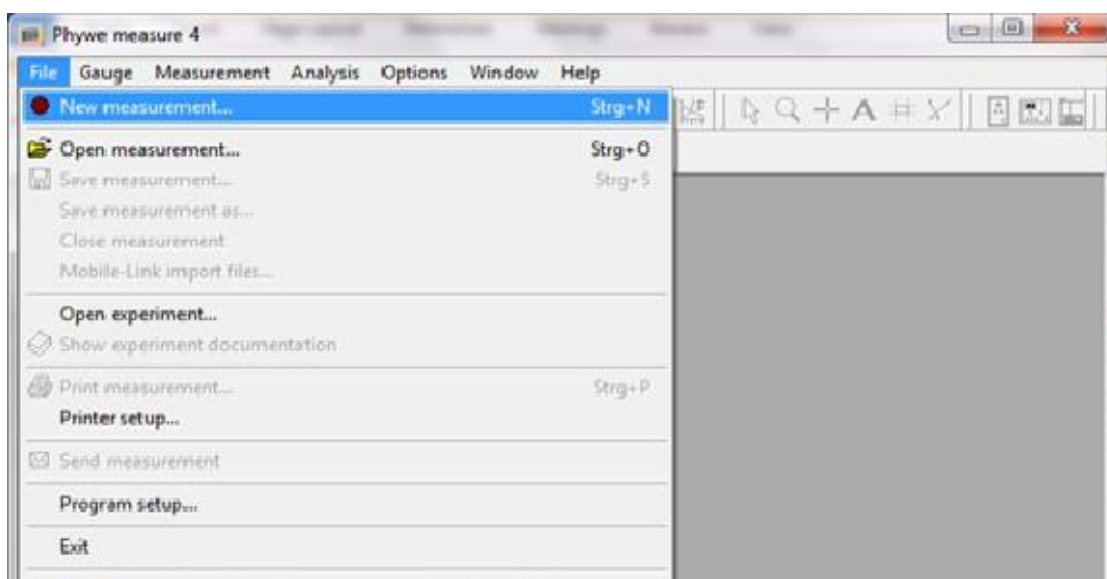 Phywe measure 4
File Gauge Measurement Analysis Options Window Help
New measurement... Strg+N
Open measurement... Strg+O
Save measurement... Strg+S
Save measurement as...
Close measurement
Mobile-Link import files...
Open experiment...
Show experiment documentation
Print measurement... Strg+P
Printer setup...
Send measurement
Program setup...
Exit